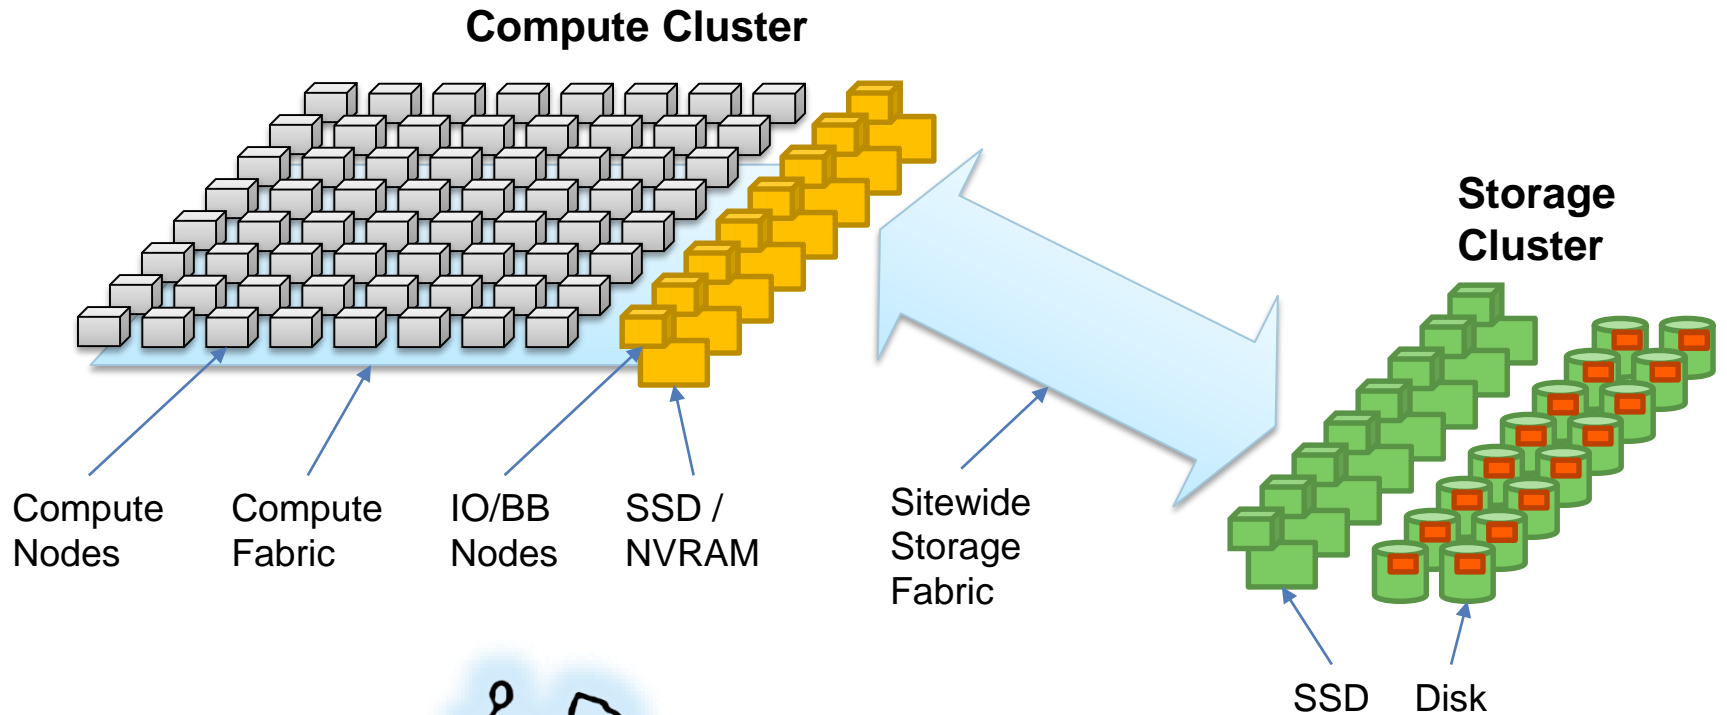 Compute Cluster
Storage
Cluster
Compute
Nodes
Compute
Fabric
IO/BB
Nodes
SSD /
NVRAM
Sitewide
Storage
Fabric
SSD
Disk